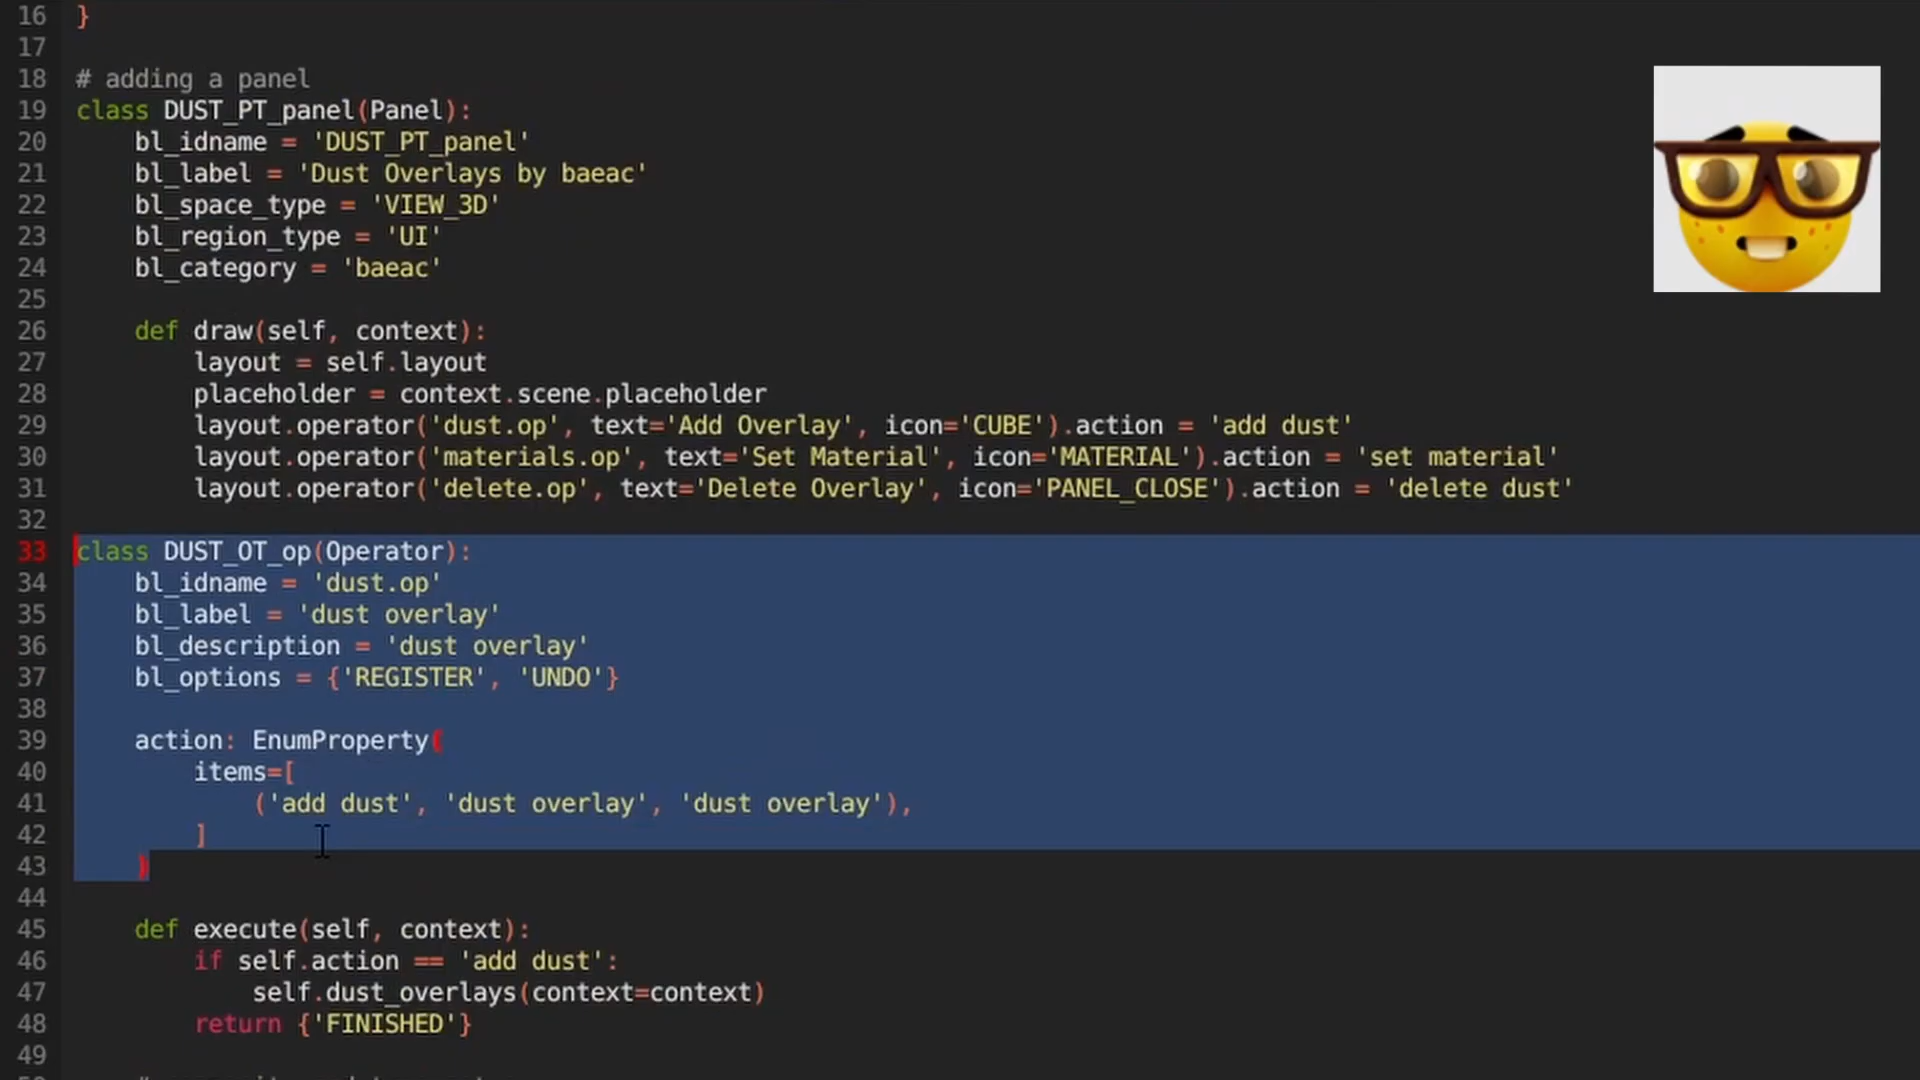 16 }
17
18 # adding a panel
19 class DUST_PT_panel(Panel):
20     bl_idname = 'DUST_PT_panel'
21     bl_label = 'Dust Overlays by baeac'
22     bl_space_type = 'VIEW_3D'
23     bl_region_type = 'UI'
24     bl_category = 'baeac'
25
26     def draw(self, context):
27         layout = self.layout
28         placeholder = context.scene.placeholder
29         layout.operator('dust.op', text='Add Overlay', icon='CUBE').action = 'add dust'
30         layout.operator('materials.op', text='Set Material', icon='MATERIAL').action = 'set material'
31         layout.operator('delete.op', text='Delete Overlay', icon='PANEL_CLOSE').action = 'delete dust'
32
33 class DUST_OT_op(Operator):
34     bl_idname = 'dust.op'
35     bl_label = 'dust overlay'
36     bl_description = 'dust overlay'
37     bl_options = {'REGISTER', 'UNDO'}
38
39     action: EnumProperty(
40         items=[
41             ('add dust', 'dust overlay', 'dust overlay'),
42         ]
43     )
44
45     def execute(self, context):
46         if self.action == 'add dust':
47             self.dust_overlays(context=context)
48         return {'FINISHED'}
49